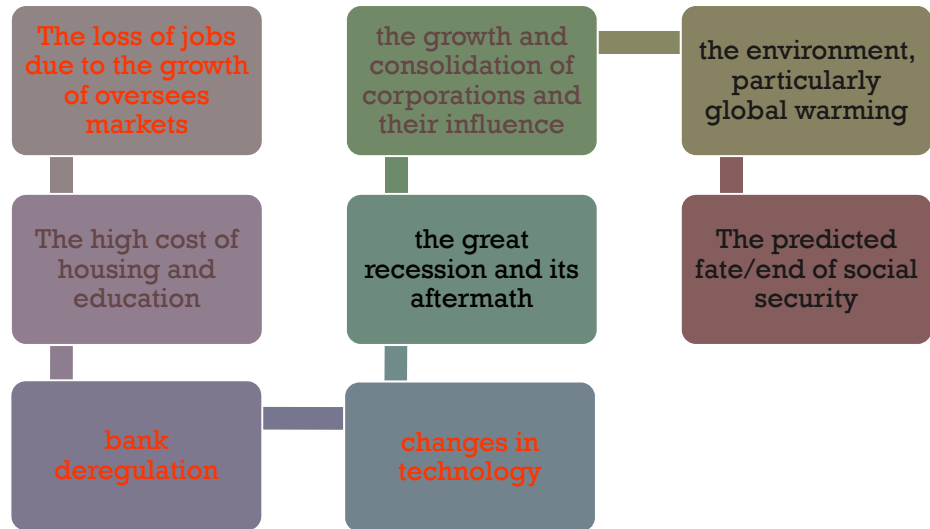 The loss of jobs
due to the growth
of oversees
markets
The high cost of
housing and
education
bank
deregulation
changes in
technology
the great
recession and its
aftermath
the growth and
consolidation of
corporations and
their influence
the environment,
particularly
global warming
The predicted
fate/end of social
security